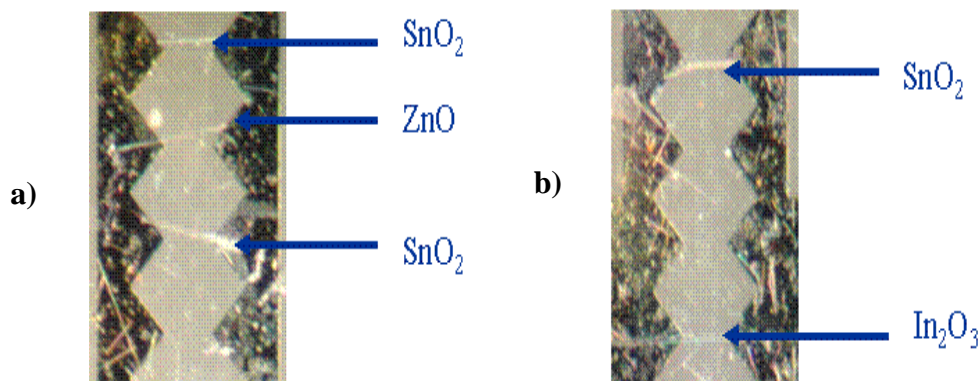 a)
SnO₂
ZnO
SnO₂
b)
SnO₂
In₂O₃